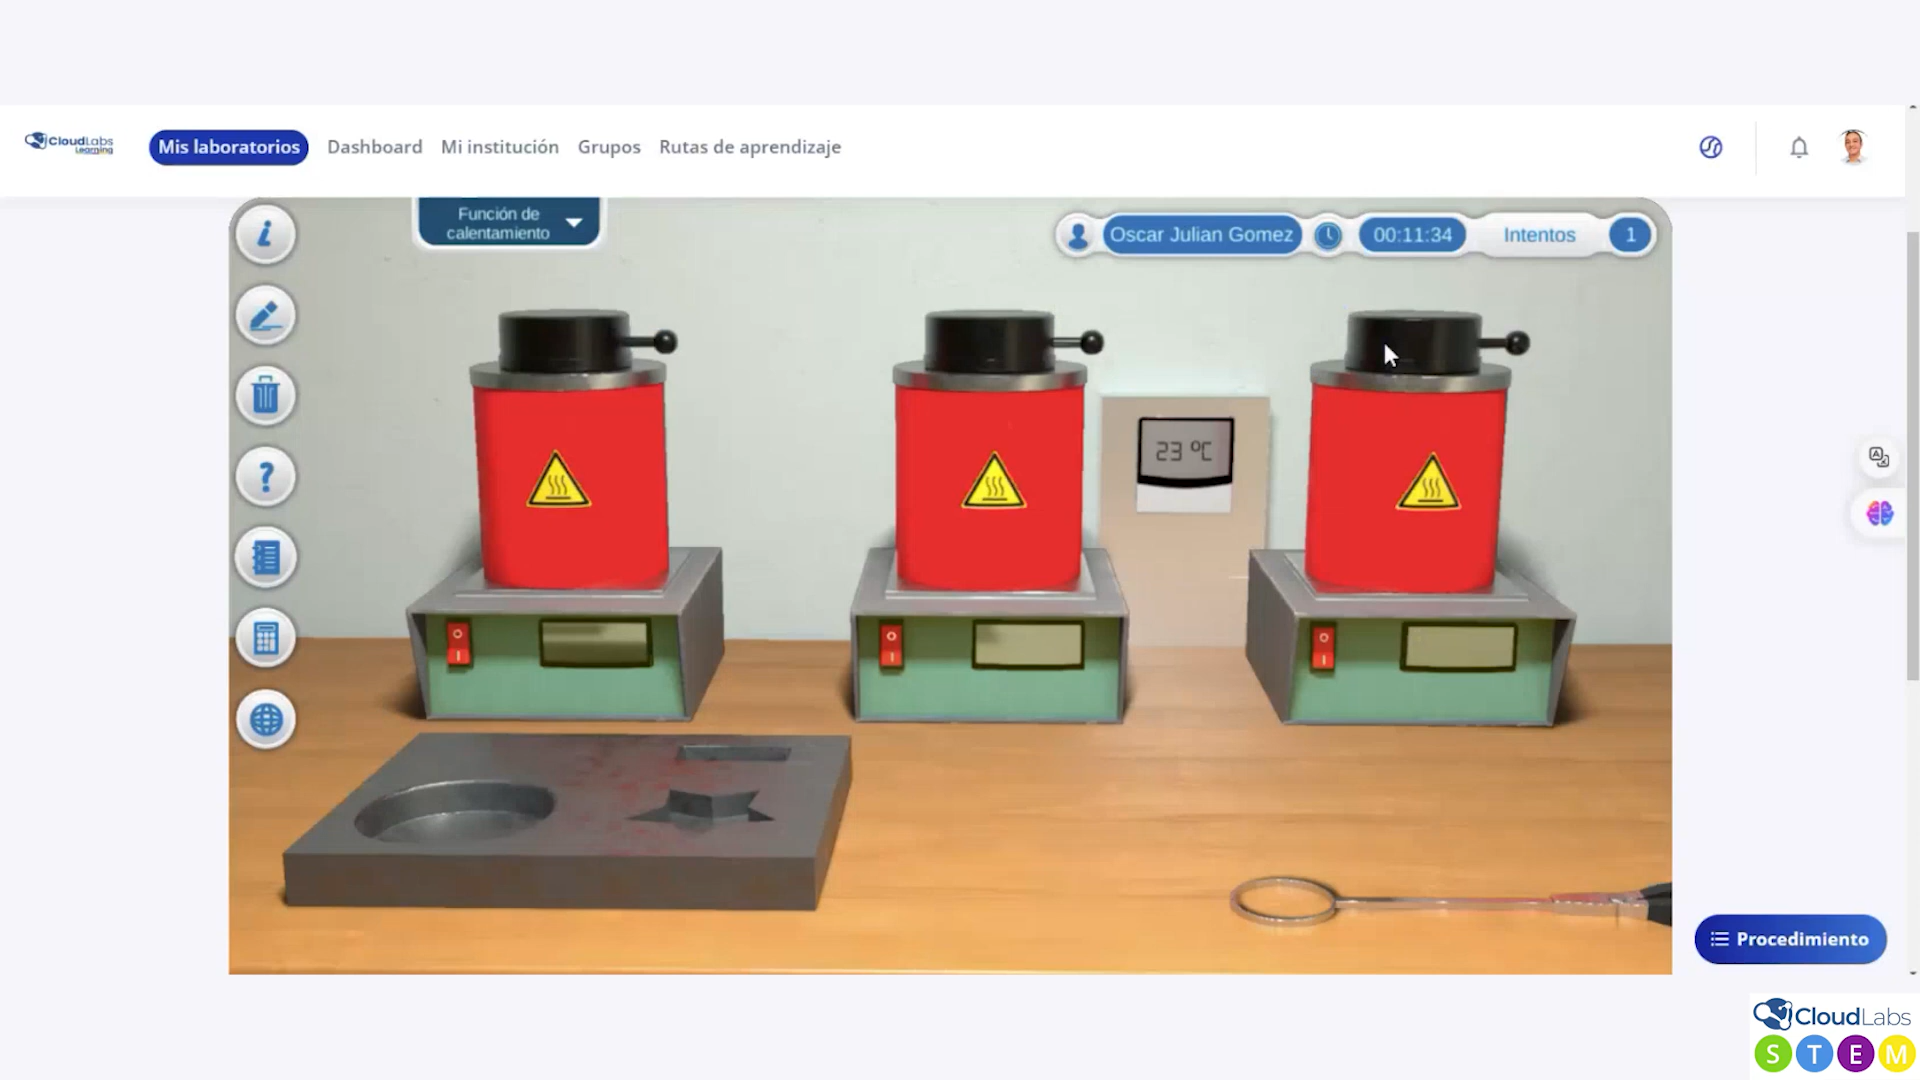 CloudLabs
Learning
Mis laboratorios
Dashboard
Mi institución
Grupos
Rutas de aprendizaje
Función de
calentamiento
Oscar Julian Gomez
00:11:34
Intentos
1
23 ºC
Procedimiento
CloudLabs
S T E M